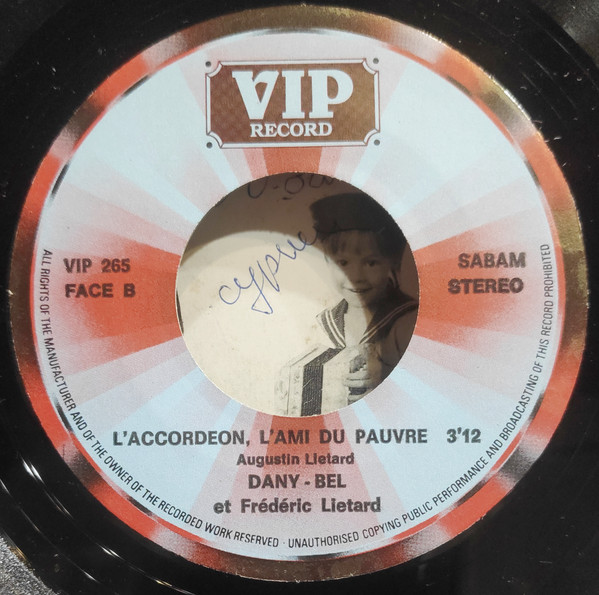 VIP
RECORD
VIP 265
FACE B
SABAM
STEREO
L'ACCORDEON, L'AMI DU PAUVRE 3'12
Augustin Lietard
DANY - BEL
et Frédéric Lietard
ALL RIGHTS OF THE MANUFACTURER AND OF THE OWNER OF THE RECORDED WORK RESERVED · UNAUTHORISED COPYING PUBLIC PERFORMANCE AND BROADCASTING OF THIS RECORD PROHIBITED